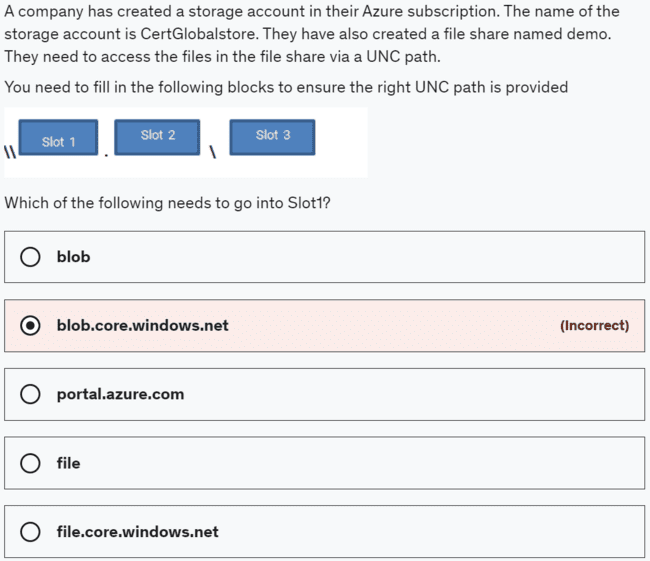 A company has created a storage account in their Azure subscription. The name of the
storage account is CertGlobalstore. They have also created a file share named demo.
They need to access the files in the file share via a UNC path.
You need to fill in the following blocks to ensure the right UNC path is provided
\\ Slot 1 . Slot 2 \ Slot 3
Which of the following needs to go into Slot1?
blob
blob.core.windows.net (Incorrect)
portal.azure.com
file
file.core.windows.net